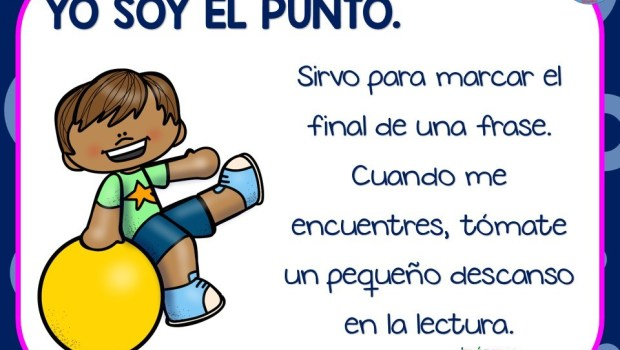 YO SOY EL PUNTO.
Sirvo para marcar el
final de una frase.
Cuando me
encuentres, tómate
un pequeño descanso
en la lectura.